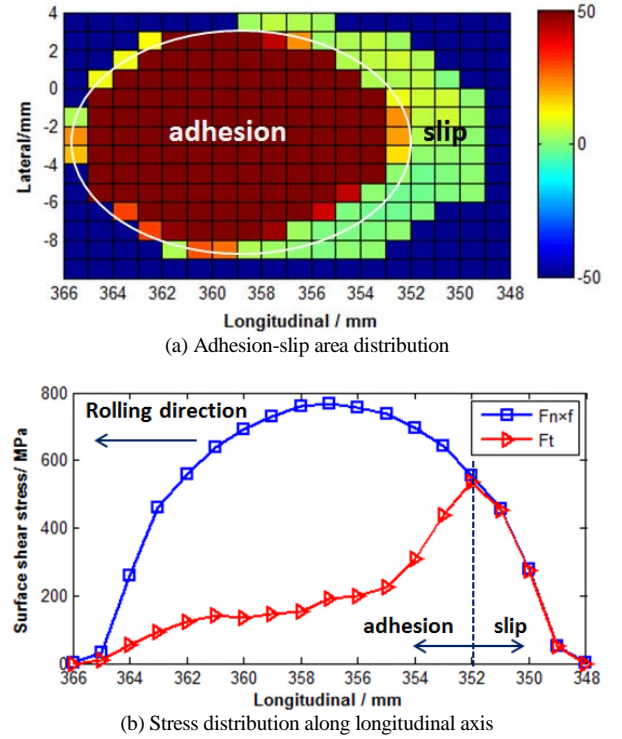 4
2
0
-2
-4
-6
-8
Lateral/mm
adhesion
slip
50
0
-50
366 364 362 360 358 356 354 352 350 348
Longitudinal / mm
(a) Adhesion-slip area distribution
800
600
400
200
0
Surface shear stress/ MPa
Rolling direction
Fn×f
Ft
adhesion
slip
366 364 362 360 358 356 354 352 350 348
Longitudinal / mm
(b) Stress distribution along longitudinal axis